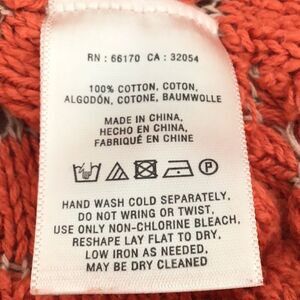 RN : 66170 CA : 32054
100% COTTON, COTON,
ALGODÓN, COTONE, BAUMWOLLE
MADE IN CHINA,
HECHO EN CHINA,
FABRIQUÉ EN CHINE
P
HAND WASH COLD SEPARATELY,
DO NOT WRING OR TWIST,
USE ONLY NON-CHLORINE BLEACH,
RESHAPE LAY FLAT TO DRY,
LOW IRON AS NEEDED,
MAY BE DRY CLEANED